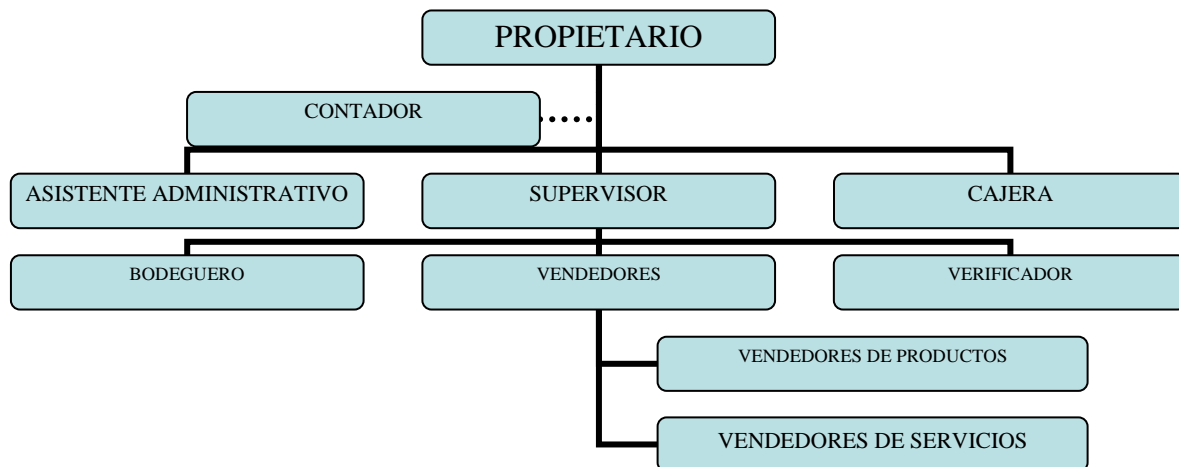 PROPIETARIO
CONTADOR
ASISTENTE ADMINISTRATIVO
SUPERVISOR
CAJERA
BODEGUERO
VENDEDORES
VERIFICADOR
VENDEDORES DE PRODUCTOS
VENDEDORES DE SERVICIOS